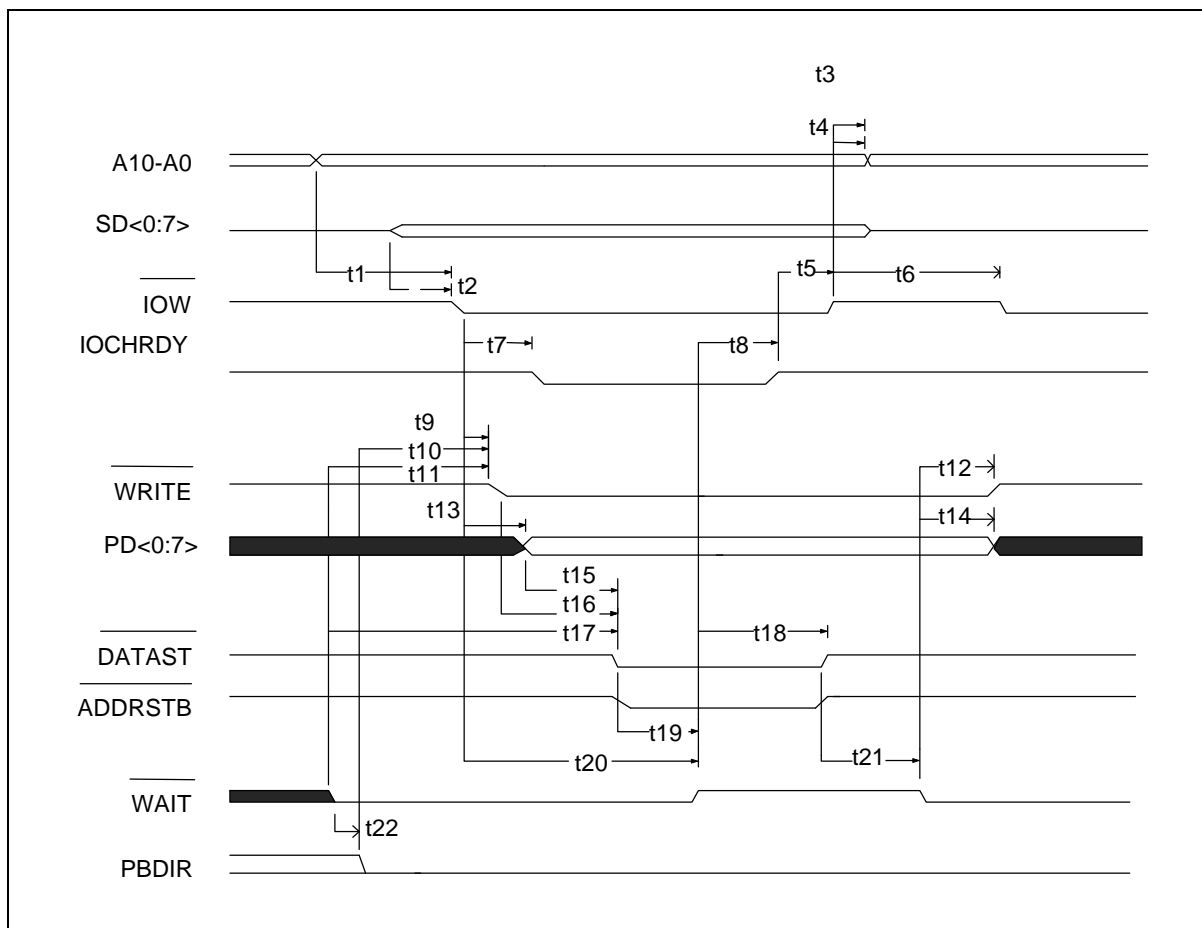 t3
t4
A10-A0
SD<0:7>
t1
t2
t5
t6
IOW
IOCHRDY
t7
t8
t9
t10
t11
t12
WRITE
t13
t14
PD<0:7>
t15
t16
t17
t18
DATAST
ADDRSTB
t19
t20
t21
WAIT
t22
PBDIR